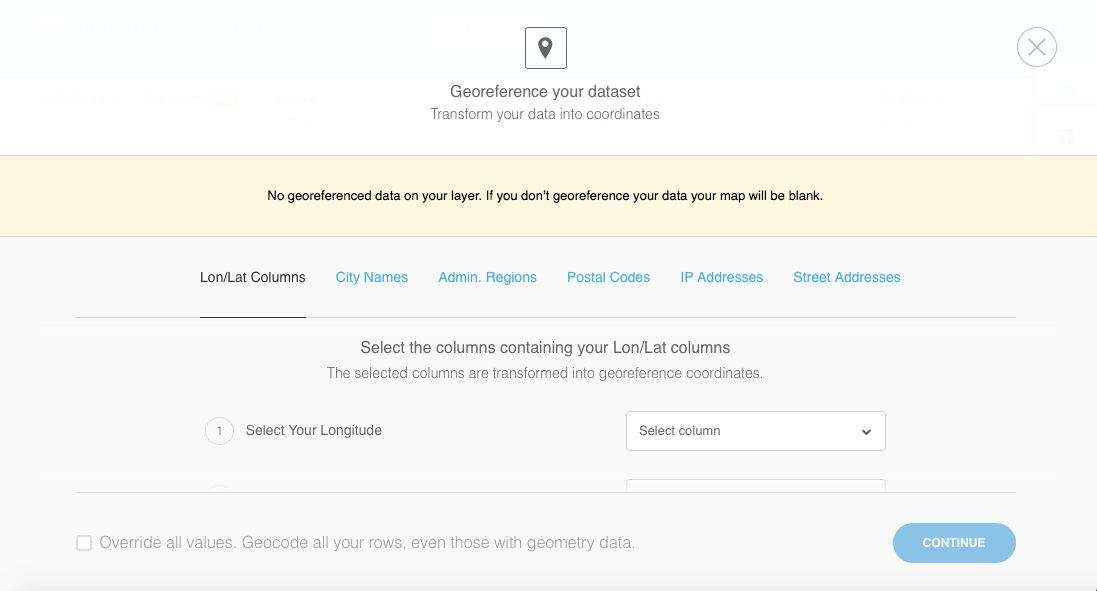 Georeference your dataset
Transform your data into coordinates
No georeferenced data on your layer. If you don't georeference your data your map will be blank.
Lon/Lat Columns City Names Admin. Regions Postal Codes IP Addresses Street Addresses
Select the columns containing your Lon/Lat columns
The selected columns are transformed into georeference coordinates.
1 Select Your Longitude Select column
Override all values. Geocode all your rows, even those with geometry data. CONTINUE